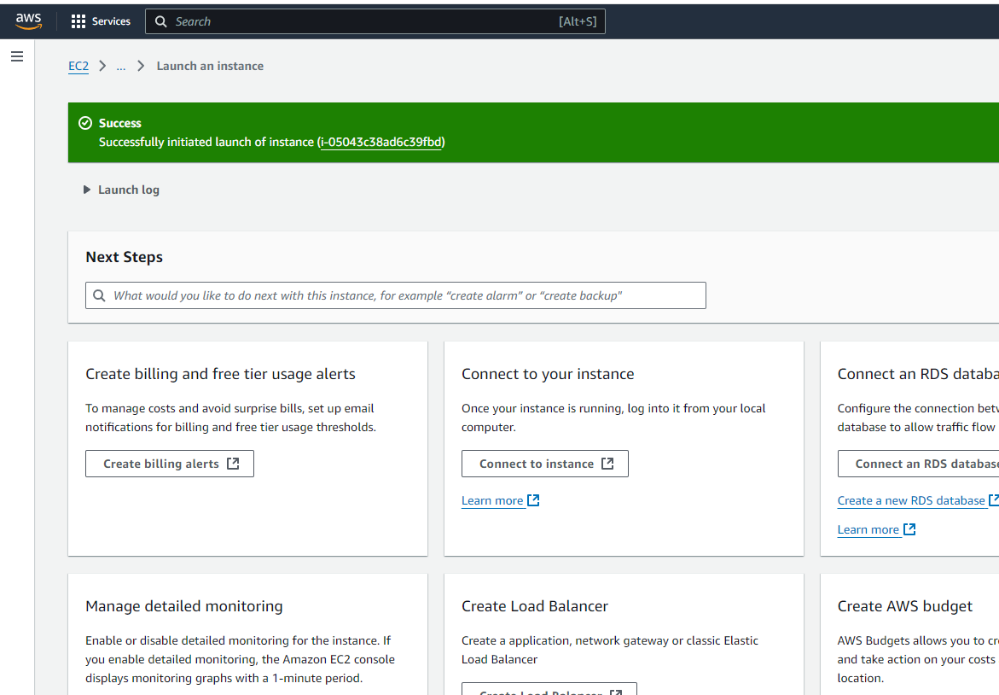 aws
Services
Search [Alt+S]
EC2 > ... > Launch an instance
Success
Successfully initiated launch of instance (i-05043c38ad6c39fbd)
Launch log
Next Steps
What would you like to do next with this instance, for example “create alarm” or “create backup”
Create billing and free tier usage alerts
To manage costs and avoid surprise bills, set up email
notifications for billing and free tier usage thresholds.
Create billing alerts
Connect to your instance
Once your instance is running, log into it from your local
computer.
Connect to instance
Learn more
Connect an RDS databa
Configure the connection betw
database to allow traffic flow
Connect an RDS database
Create a new RDS database
Learn more
Manage detailed monitoring
Enable or disable detailed monitoring for the instance. If
you enable detailed monitoring, the Amazon EC2 console
displays monitoring graphs with a 1-minute period.
Create Load Balancer
Create a application, network gateway or classic Elastic
Load Balancer
Create Load Balancer
Create AWS budget
AWS Budgets allows you to cre
and take action on your costs
location.